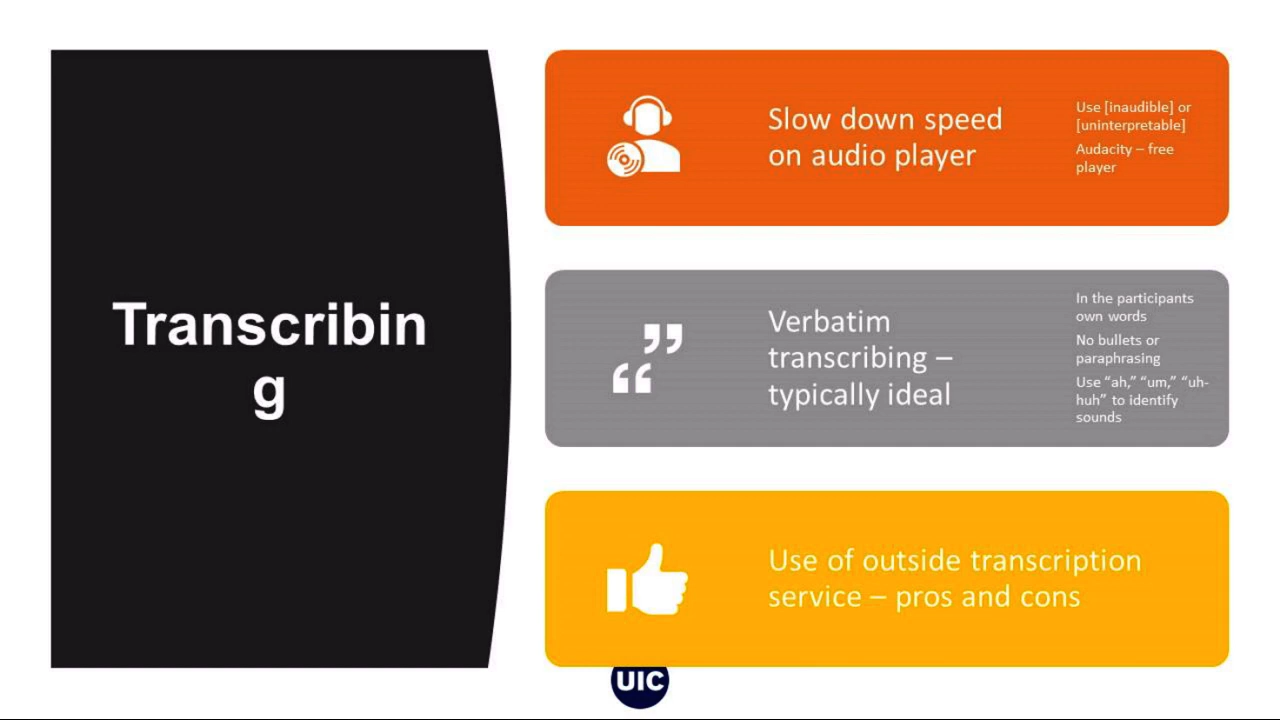 Transcribin
g
Slow down speed
on audio player
Use [inaudible] or
[uninterpretable]
Audacity – free
player
Verbatim
transcribing –
typically ideal
In the participants
own words
No bullets or
paraphrasing
Use “ah,” “um,” “uh-
huh” to identify
sounds
Use of outside transcription
service – pros and cons
UIC